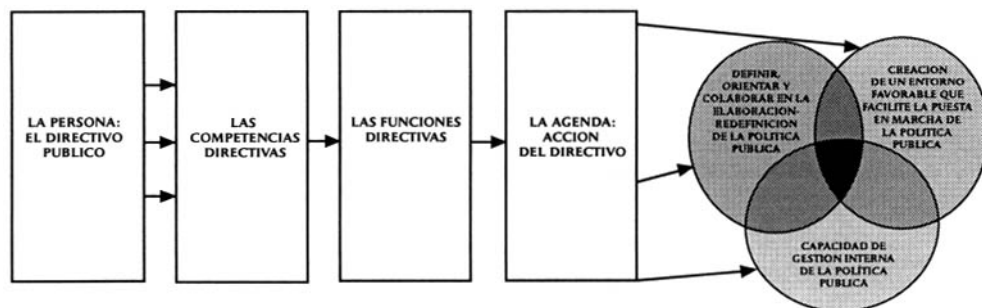 LA PERSONA:
EL DIRECTIVO
PUBLICO
LAS
COMPETENCIAS
DIRECTIVAS
LAS FUNCIONES
DIRECTIVAS
LA AGENDA:
ACCION
DEL DIRECTIVO
DEFINIR,
ORIENTAR Y
COLABORAR EN LA
ELABORACION-
REDEFINICION
DE LA POLITICA
PUBLICA
CREACION
DE UN ENTORNO
FAVORABLE QUE
FACILITE LA PUESTA
EN MARCHA DE
LA POLITICA
PUBLICA
CAPACIDAD DE
GESTION INTERNA
DE LA POLÍTICA
PUBLICA